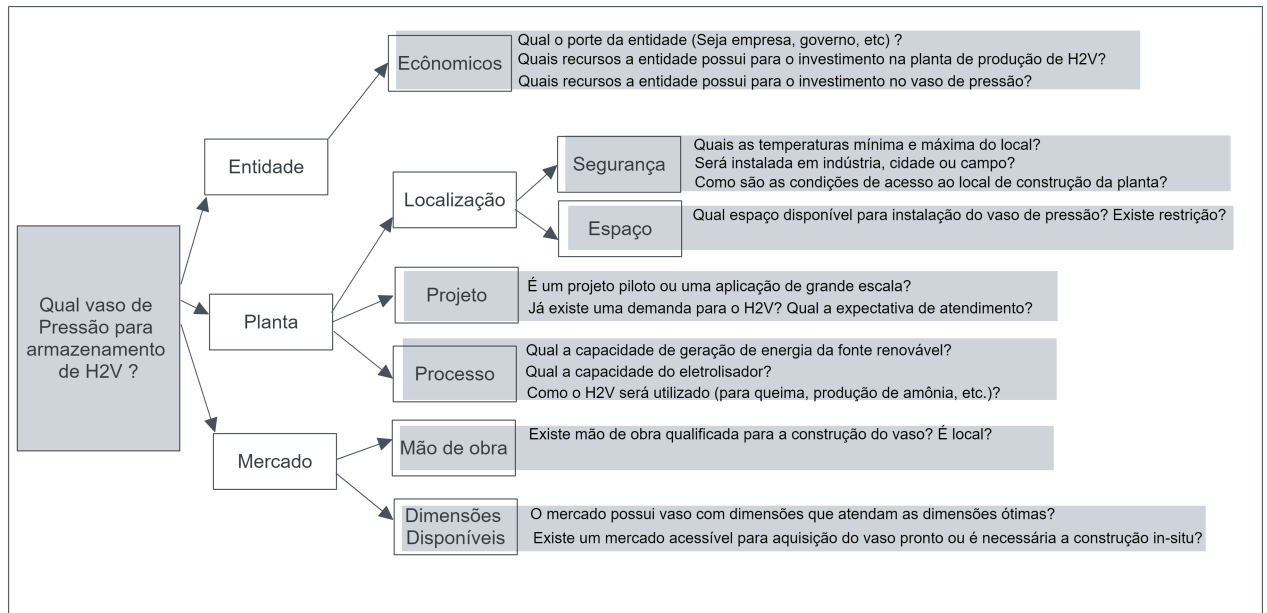 Qual vaso de
Pressão para
armazenamento
de H2V ?
Entidade
Ecônomicos
Qual o porte da entidade (Seja empresa, governo, etc) ?
Quais recursos a entidade possui para o investimento na planta de produção de H2V?
Quais recursos a entidade possui para o investimento no vaso de pressão?
Planta
Localização
Segurança
Quais as temperaturas mínima e máxima do local?
Será instalada em indústria, cidade ou campo?
Como são as condições de acesso ao local de construção da planta?
Espaço
Qual espaço disponível para instalação do vaso de pressão? Existe restrição?
Projeto
É um projeto piloto ou uma aplicação de grande escala?
Já existe uma demanda para o H2V? Qual a expectativa de atendimento?
Processo
Qual a capacidade de geração de energia da fonte renovável?
Qual a capacidade do eletrolisador?
Como o H2V será utilizado (para queima, produção de amônia, etc.)?
Mercado
Mão de obra
Existe mão de obra qualificada para a construção do vaso? É local?
Dimensões
Disponíveis
O mercado possui vaso com dimensões que atendam as dimensões ótimas?
Existe um mercado acessível para aquisição do vaso pronto ou é necessária a construção in-situ?